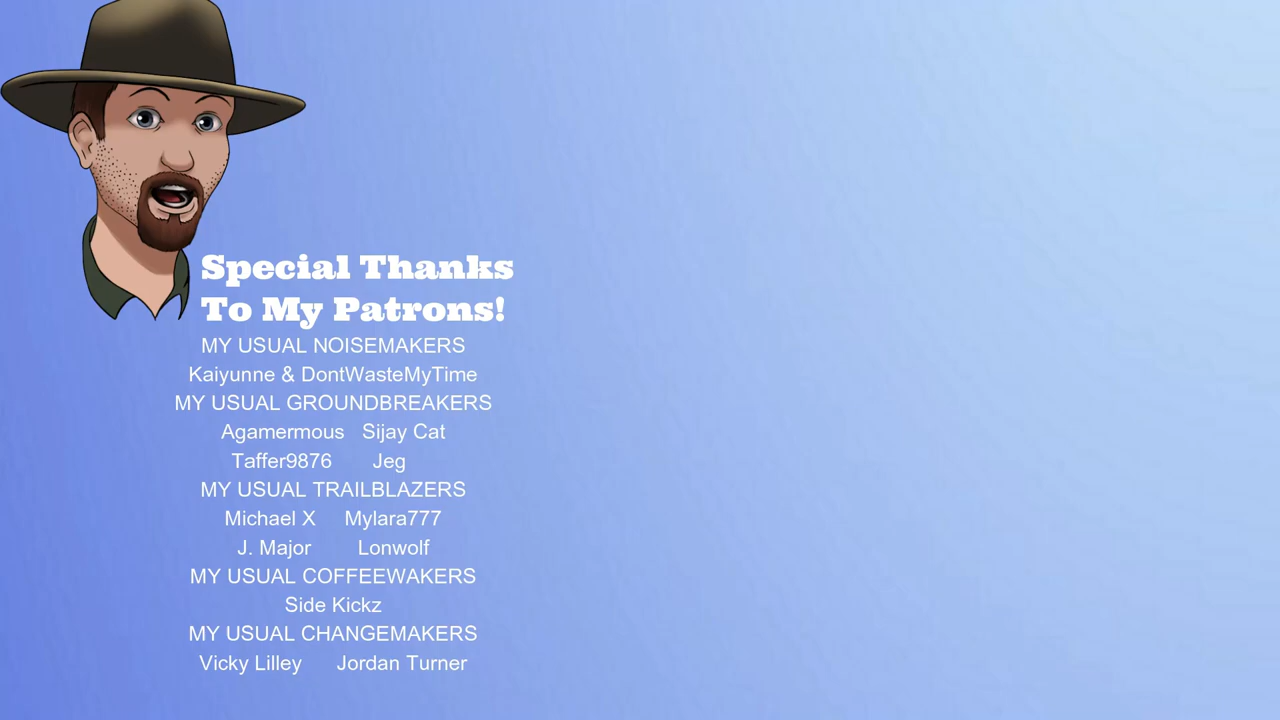 Special Thanks
To My Patrons!
MY USUAL NOISEMAKERS
Kaiyunne & DontWasteMyTime
MY USUAL GROUNDBREAKERS
Agamermous Sijay Cat
Taffer9876 Jeg
MY USUAL TRAILBLAZERS
Michael X Mylara777
J. Major Lonwolf
MY USUAL COFFEEWAKERS
Side Kickz
MY USUAL CHANGEMAKERS
Vicky Lilley Jordan Turner